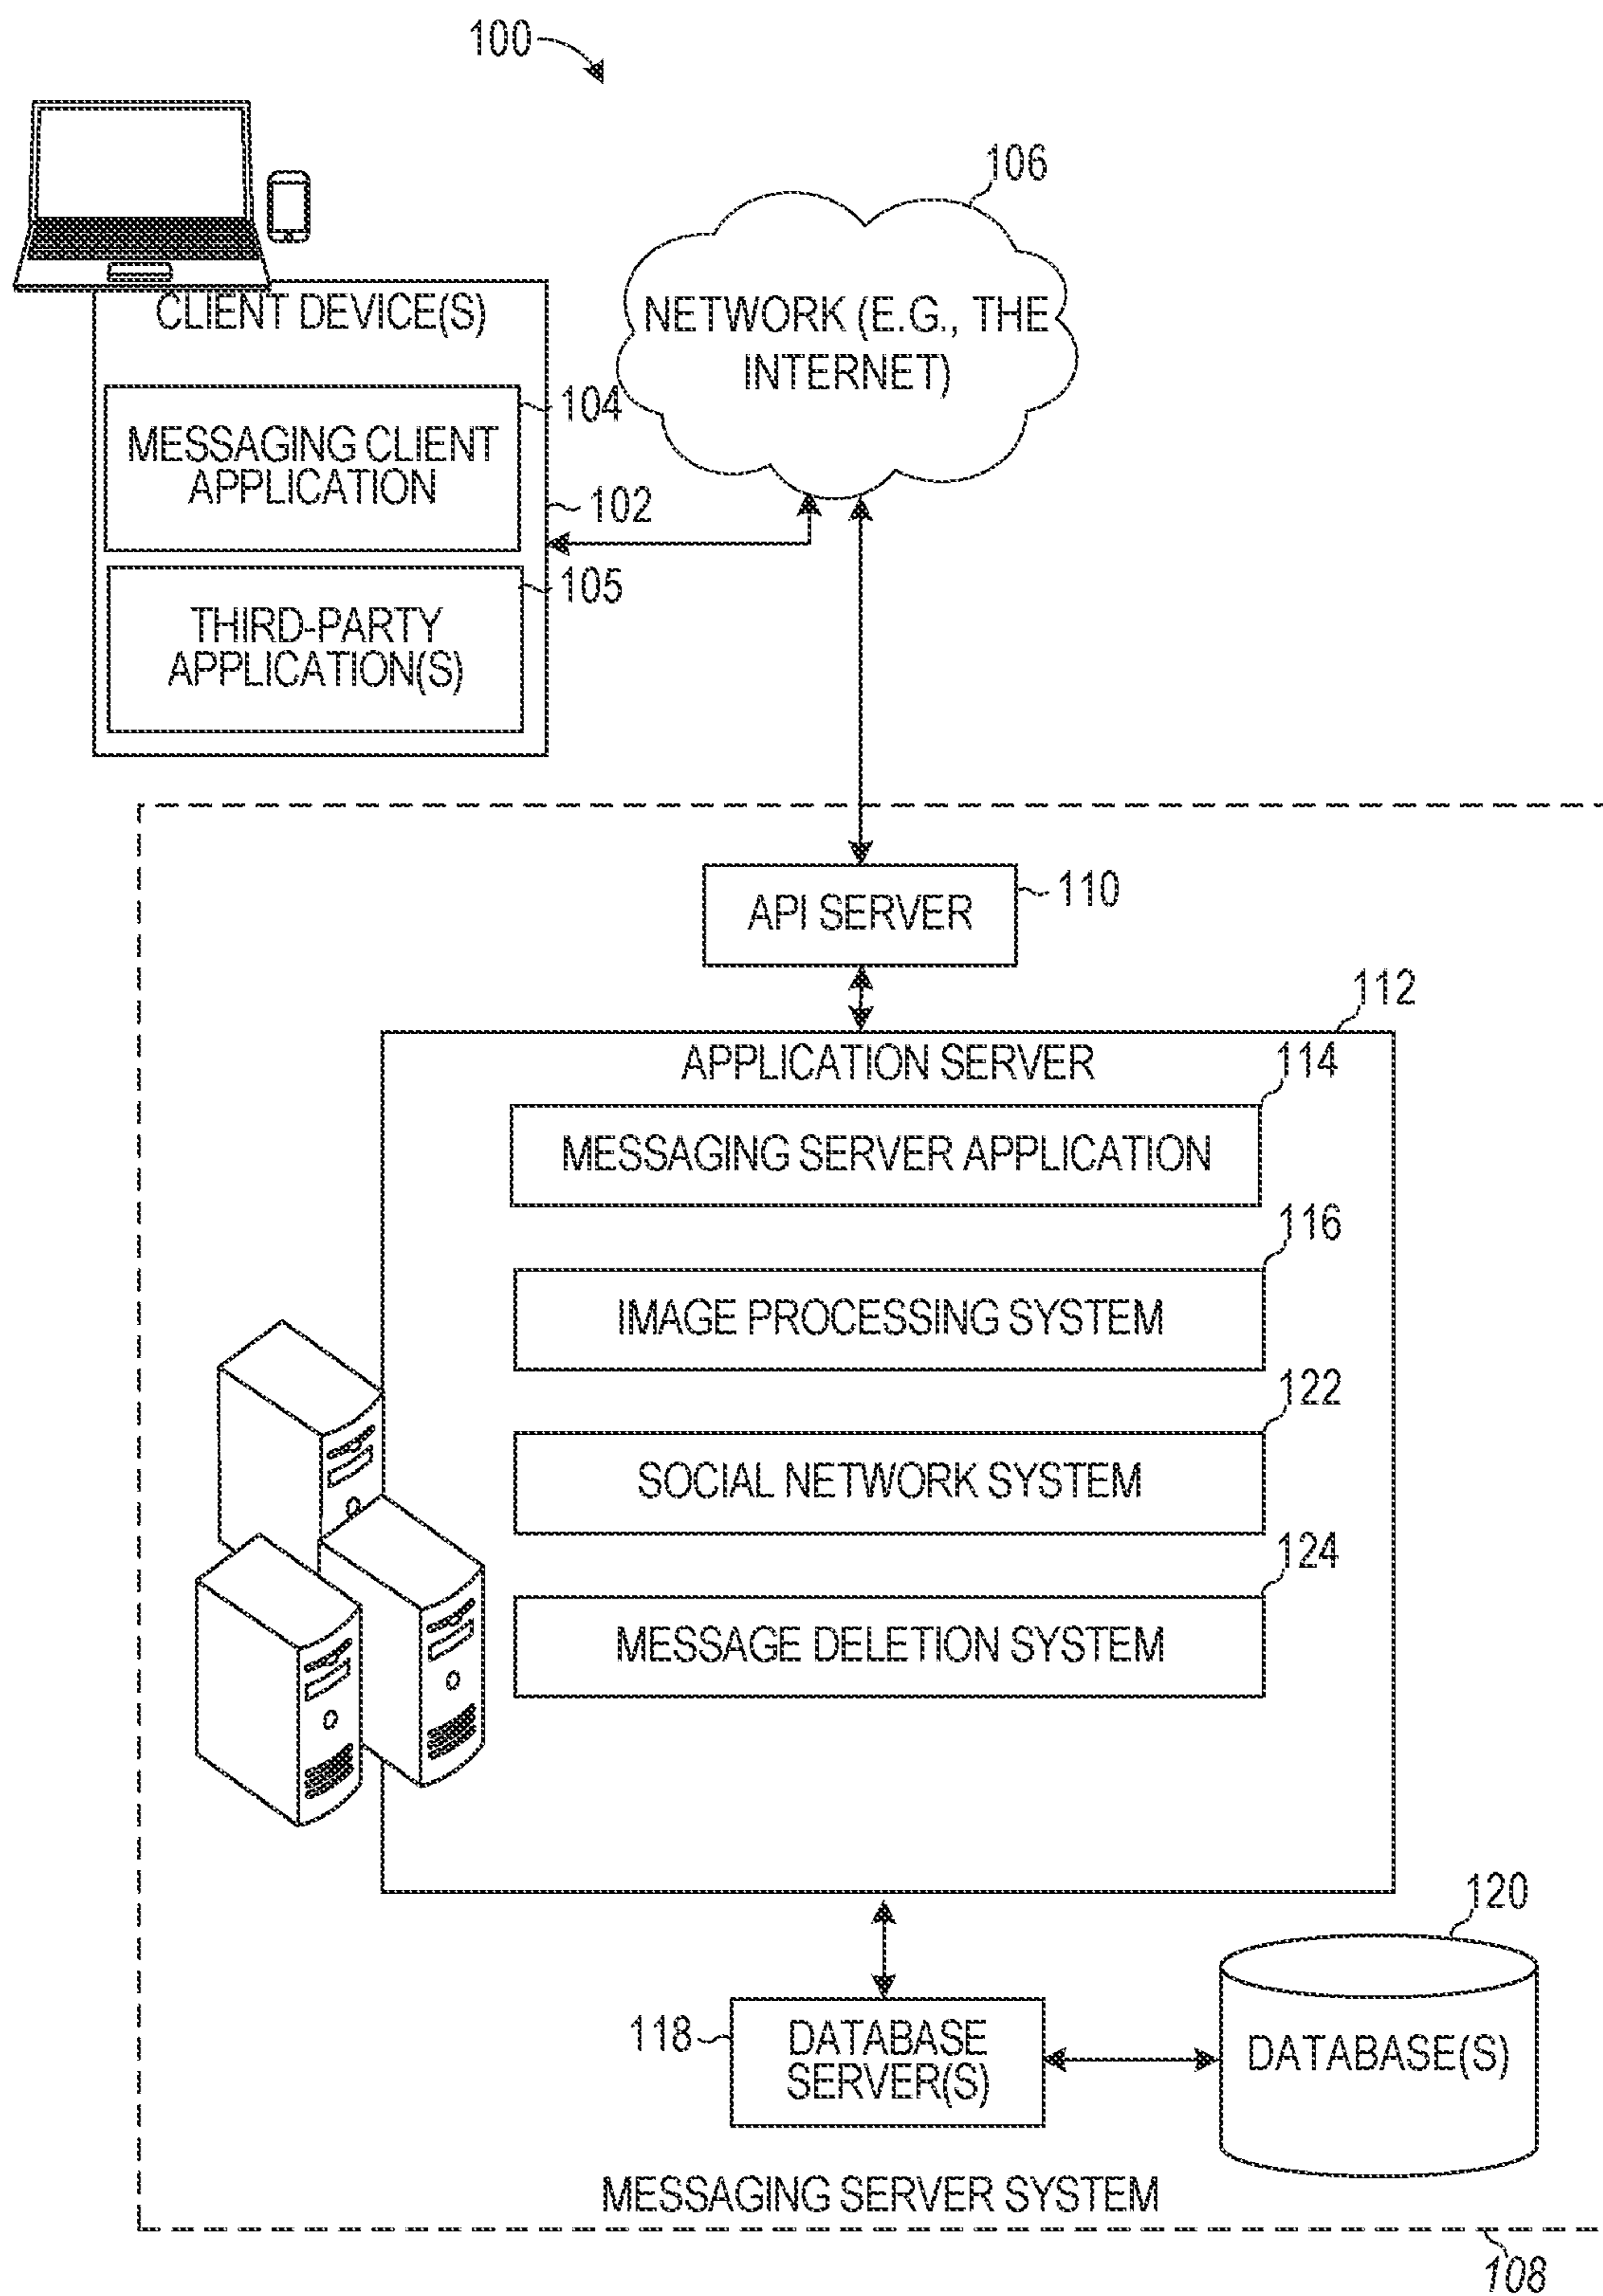 100
106
CLIENT DEVICE(S)
NETWORK (E.G., THE
INTERNET)
104
MESSAGING CLIENT
APPLICATION
102
105
THIRD-PARTY
APPLICATION(S)
API SERVER
110
112
APPLICATION SERVER
114
MESSAGING SERVER APPLICATION
116
IMAGE PROCESSING SYSTEM
122
SOCIAL NETWORK SYSTEM
124
MESSAGE DELETION SYSTEM
120
118
DATABASE
SERVER(S)
DATABASE(S)
MESSAGING SERVER SYSTEM
108